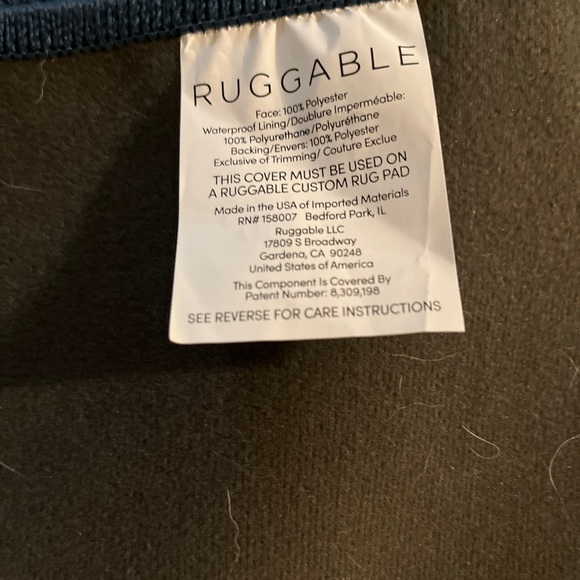 RUGGABLE
Face: 100% Polyester
Waterproof Lining/Doublure Imperméable:
100% Polyurethane/Polyuréthane
Backing/Envers: 100% Polyester
Exclusive of Trimming/ Couture Exclue
THIS COVER MUST BE USED ON
A RUGGABLE CUSTOM RUG PAD
Made in the USA of Imported Materials
RN# 158007 Bedford Park, IL
Ruggable LLC
17809 S Broadway
Gardena, CA 90248
United States of America
This Component Is Covered By
Patent Number: 8,309,198
SEE REVERSE FOR CARE INSTRUCTIONS